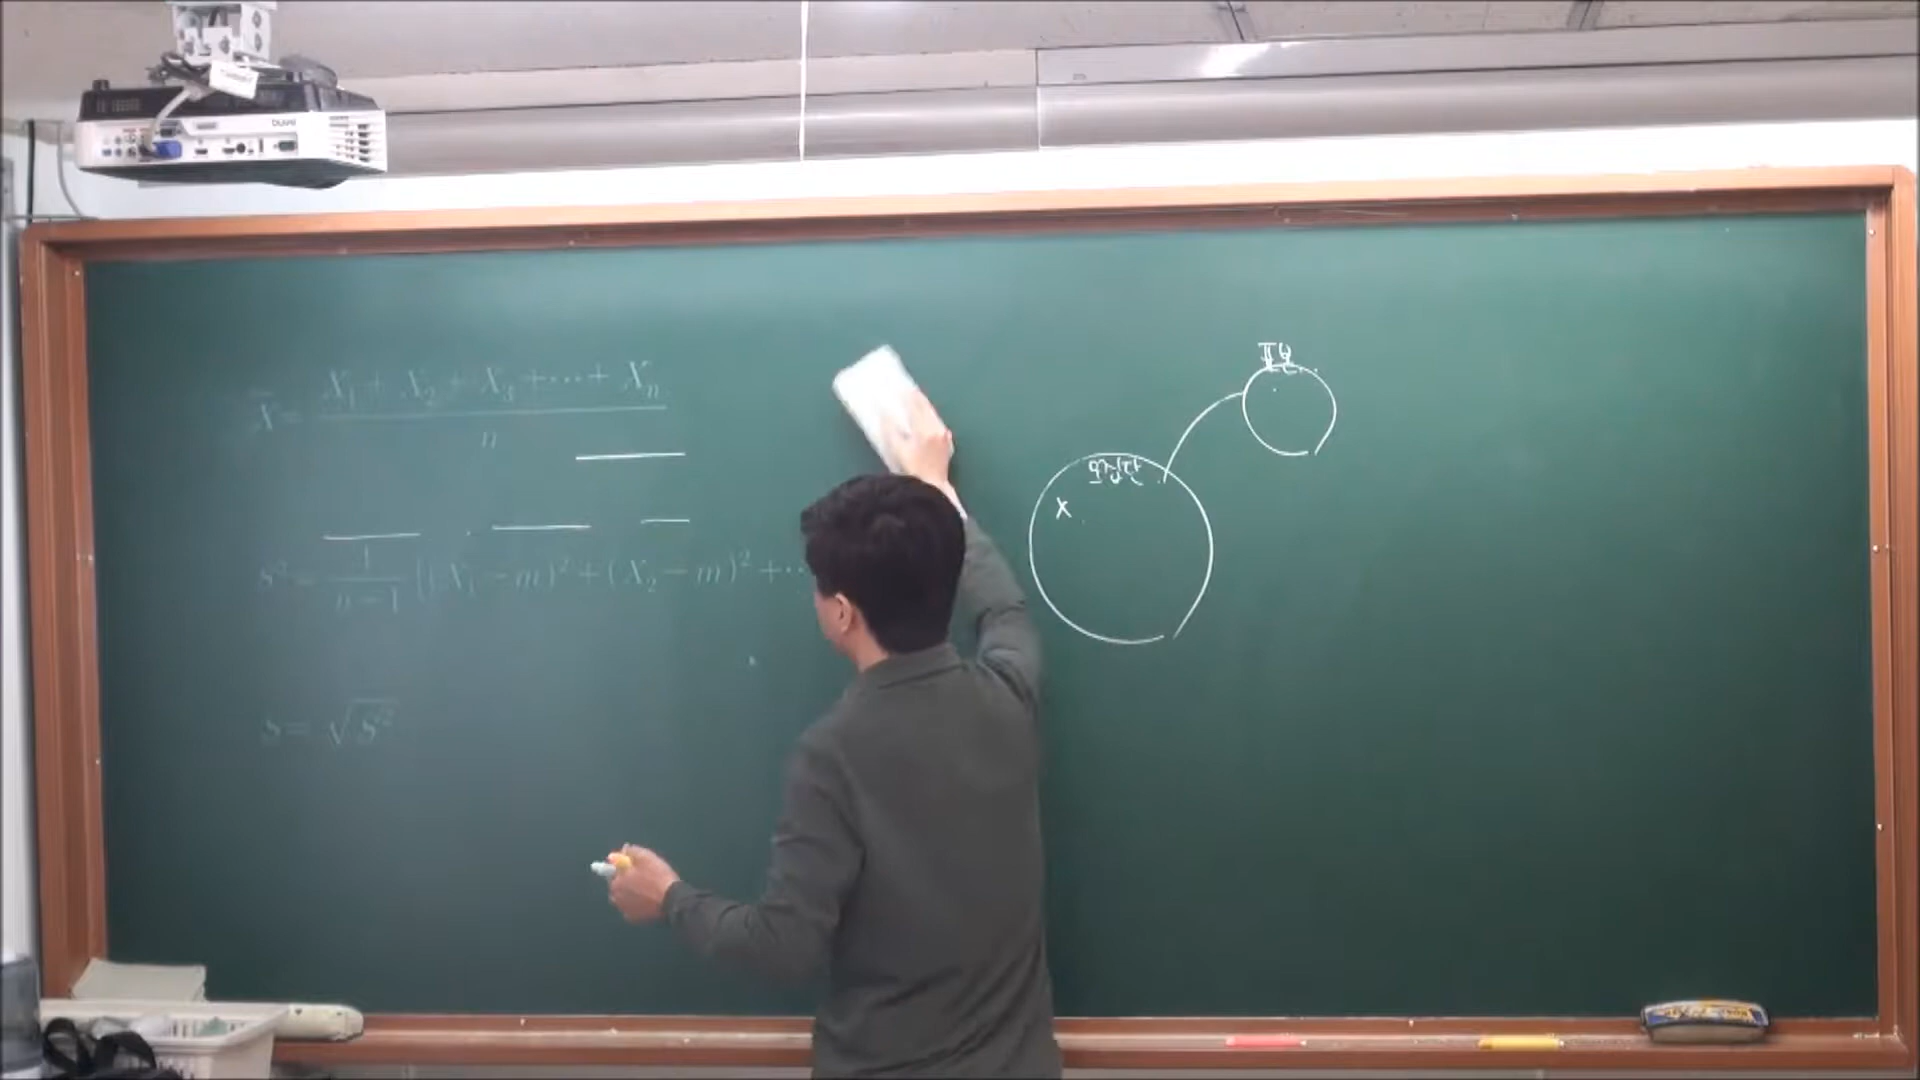 X̄ = (X₁ + X₂ + X₃ + ⋯ + Xₙ) / n
s² = 1/(n−1) {(X₁ − m)² + (X₂ − m)² + ⋯
s = √s²
표본
모집단
X